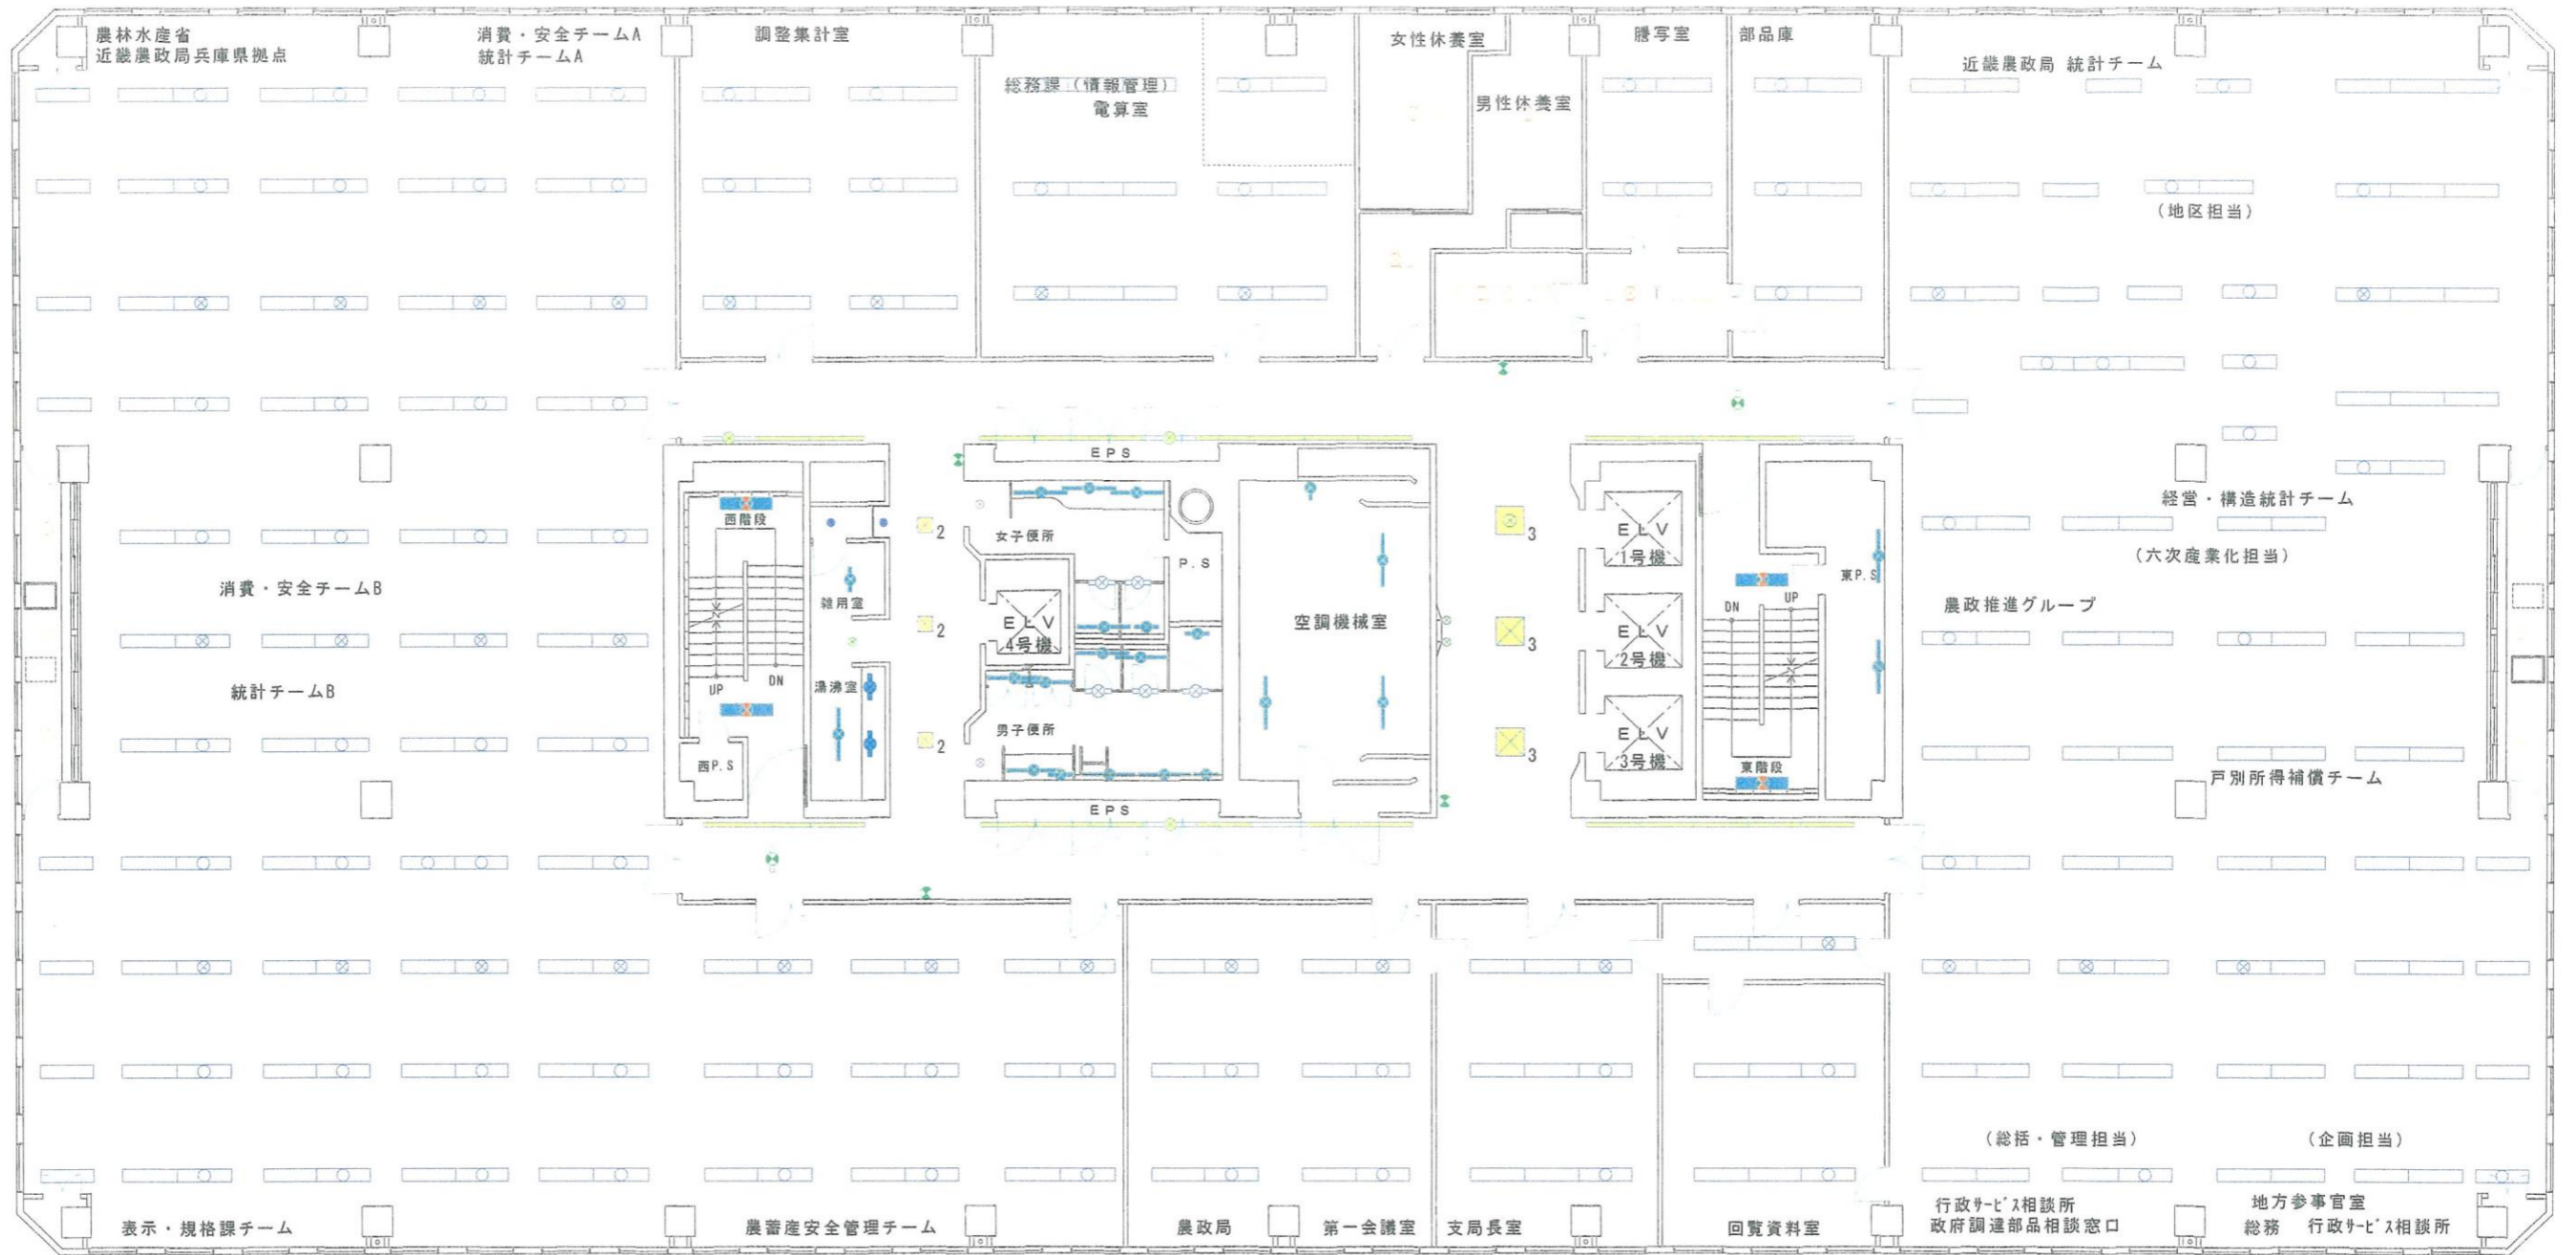 農林水産省
近畿農政局兵庫県拠点
消費・安全チームA
統計チームA
調整集計室
総務課（情報管理）
電算室
女性休養室
男性休養室
謄写室
部品庫
近畿農政局 統計チーム
（地区担当）
経営・構造統計チーム
（六次産業化担当）
農政推進グループ
戸別所得補償チーム
消費・安全チームB
統計チームB
西階段
UP
DN
西P.S
雑用室
湯沸室
2
2
2
EPS
女子便所
ELV
4号機
男子便所
P.S
EPS
空調機械室
3
3
3
ELV
1号機
ELV
2号機
ELV
3号機
DN
UP
東階段
東P.S
（総括・管理担当）
（企画担当）
表示・規格課チーム
農蓄産安全管理チーム
農政局
第一会議室
支局長室
回覧資料室
行政ｻｰﾋﾞｽ相談所
政府調達部品相談窓口
地方参事官室
総務 行政ｻｰﾋﾞｽ相談所